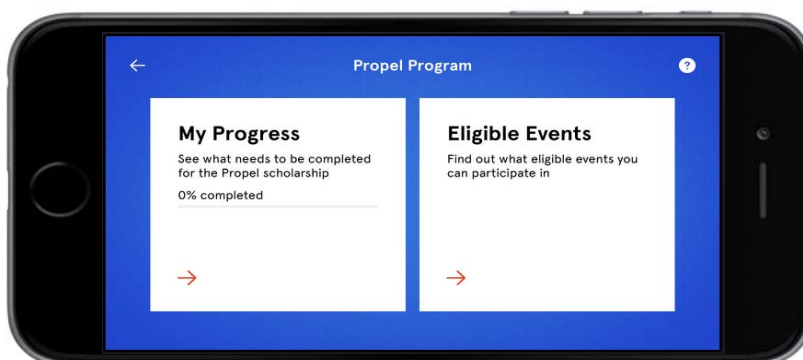 Propel Program
?
My Progress
See what needs to be completed
for the Propel scholarship
0% completed
Eligible Events
Find out what eligible events you
can participate in